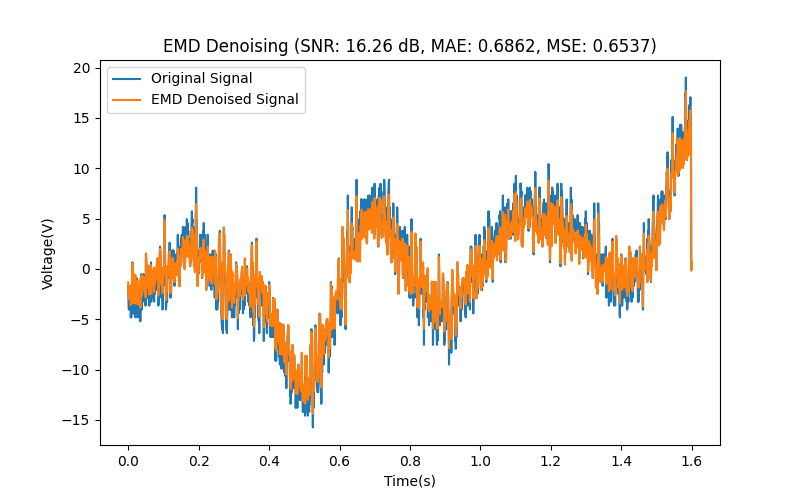 EMD Denoising (SNR: 16.26 dB, MAE: 0.6862, MSE: 0.6537)
Original Signal
EMD Denoised Signal
20
15
10
5
0
−5
−10
−15
Voltage(V)
0.0 0.2 0.4 0.6 0.8 1.0 1.2 1.4 1.6
Time(s)